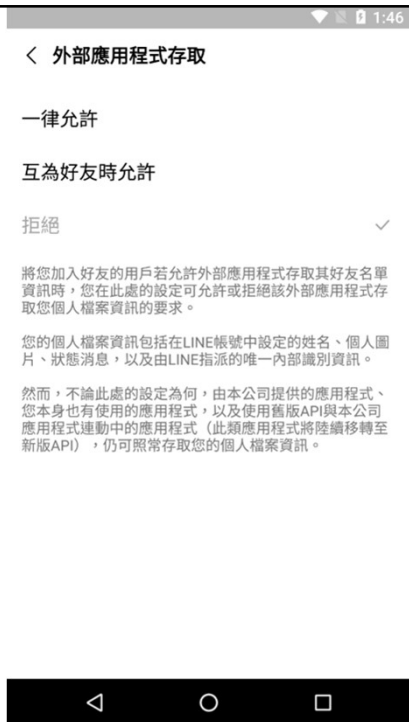 1:46
外部應用程式存取
一律允許
互為好友時允許
拒絕
將您加入好友的用戶若允許外部應用程式存取其好友名單
資訊時，您在此處的設定可允許或拒絕該外部應用程式存
取您個人檔案資訊的要求。
您的個人檔案資訊包括在LINE帳號中設定的姓名、個人圖
片、狀態消息，以及由LINE指派的唯一內部識別資訊。
然而，不論此處的設定為何，由本公司提供的應用程式、
您本身也有使用的應用程式，以及使用舊版API與本公司
應用程式連動中的應用程式（此類應用程式將陸續移轉至
新版API），仍可照常存取您的個人檔案資訊。